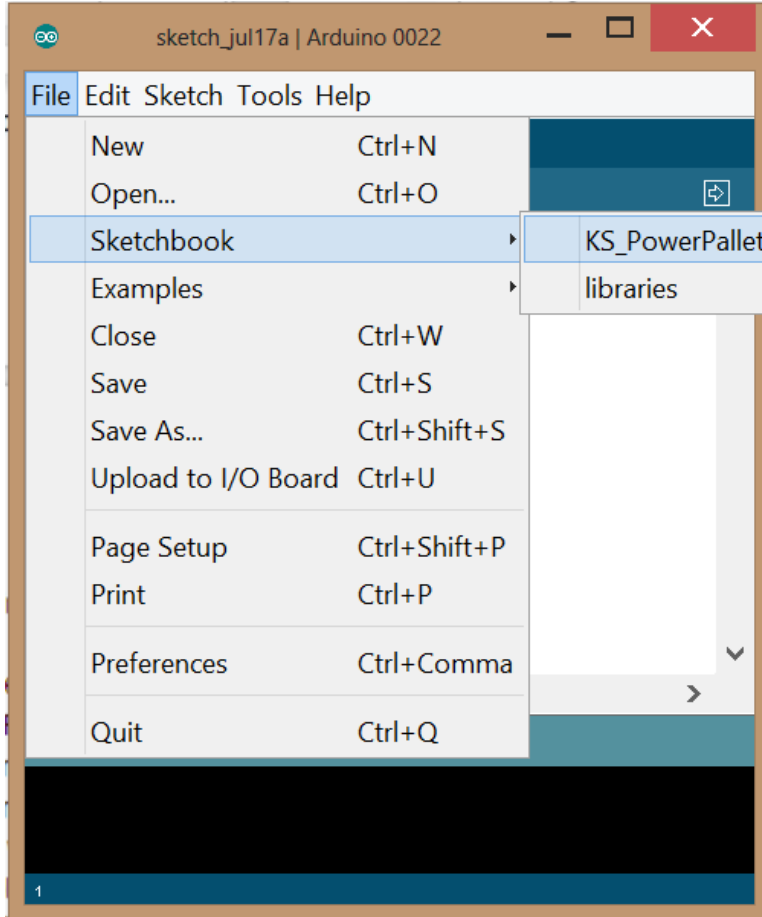 sketch_jul17a | Arduino 0022
File Edit Sketch Tools Help
New Ctrl+N
Open... Ctrl+O
Sketchbook
KS_PowerPallet
libraries
Examples
Close Ctrl+W
Save Ctrl+S
Save As... Ctrl+Shift+S
Upload to I/O Board Ctrl+U
Page Setup Ctrl+Shift+P
Print Ctrl+P
Preferences Ctrl+Comma
Quit Ctrl+Q
1